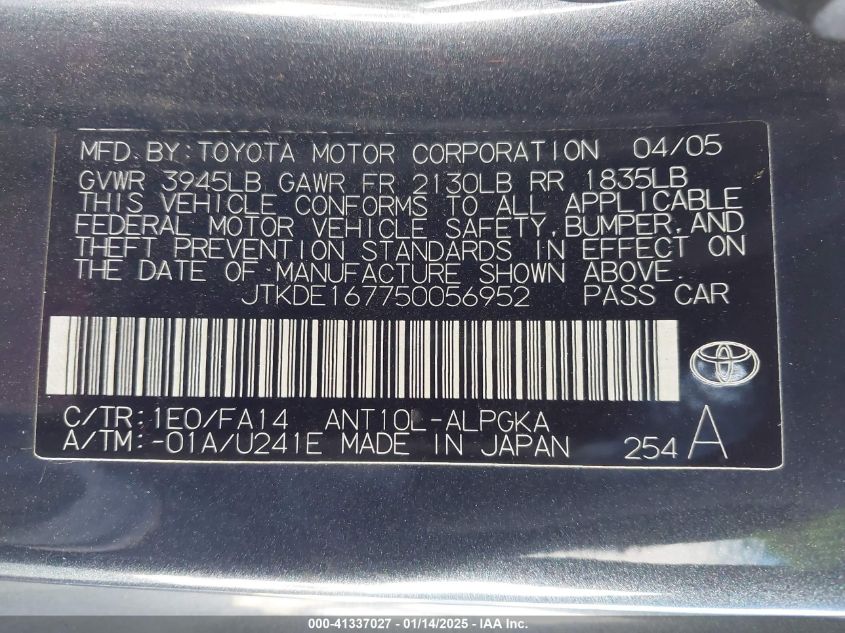 MFD.BY:TOYOTA MOTOR CORPORATION 04/05
GVWR 3945LB GAWR FR 2130LB RR 1835LB
THIS VEHICLE CONFORMS TO ALL APPLICABLE
FEDERAL MOTOR VEHICLE SAFETY, BUMPER, AND
THEFT PREVENTION STANDARDS IN EFFECT ON
THE DATE OF MANUFACTURE SHOWN ABOVE.
JTKDE167750056952 PASS CAR
C/TR:1E0/FA14 ANT10L-ALPGKA
A/TM:-01A/U241E MADE IN JAPAN 254 A
000-41337027 - 01/14/2025 - IAA Inc.